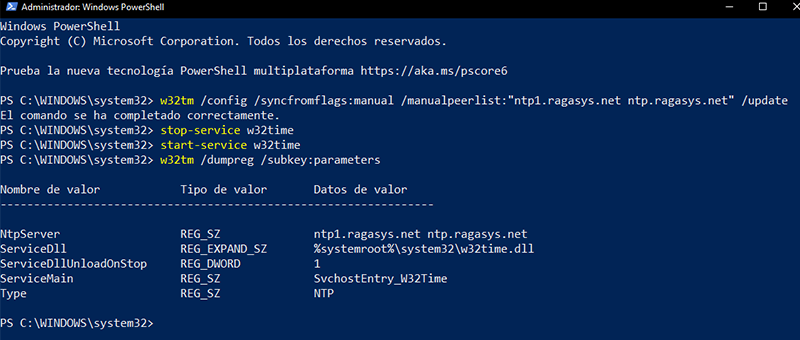 Administrador: Windows PowerShell
Windows PowerShell
Copyright (C) Microsoft Corporation. Todos los derechos reservados.
Prueba la nueva tecnología PowerShell multiplataforma https://aka.ms/pscore6
PS C:\WINDOWS\system32> w32tm /config /syncfromflags:manual /manualpeerlist:"ntp1.ragasys.net ntp.ragasys.net" /update
El comando se ha completado correctamente.
PS C:\WINDOWS\system32> stop-service w32time
PS C:\WINDOWS\system32> start-service w32time
PS C:\WINDOWS\system32> w32tm /dumpreg /subkey:parameters
Nombre de valor Tipo de valor Datos de valor
-----------------------------------------------------------------
NtpServer REG_SZ ntp1.ragasys.net ntp.ragasys.net
ServiceDll REG_EXPAND_SZ %systemroot%\system32\w32time.dll
ServiceDllUnloadOnStop REG_DWORD 1
ServiceMain REG_SZ SvchostEntry_W32Time
Type REG_SZ NTP
PS C:\WINDOWS\system32>